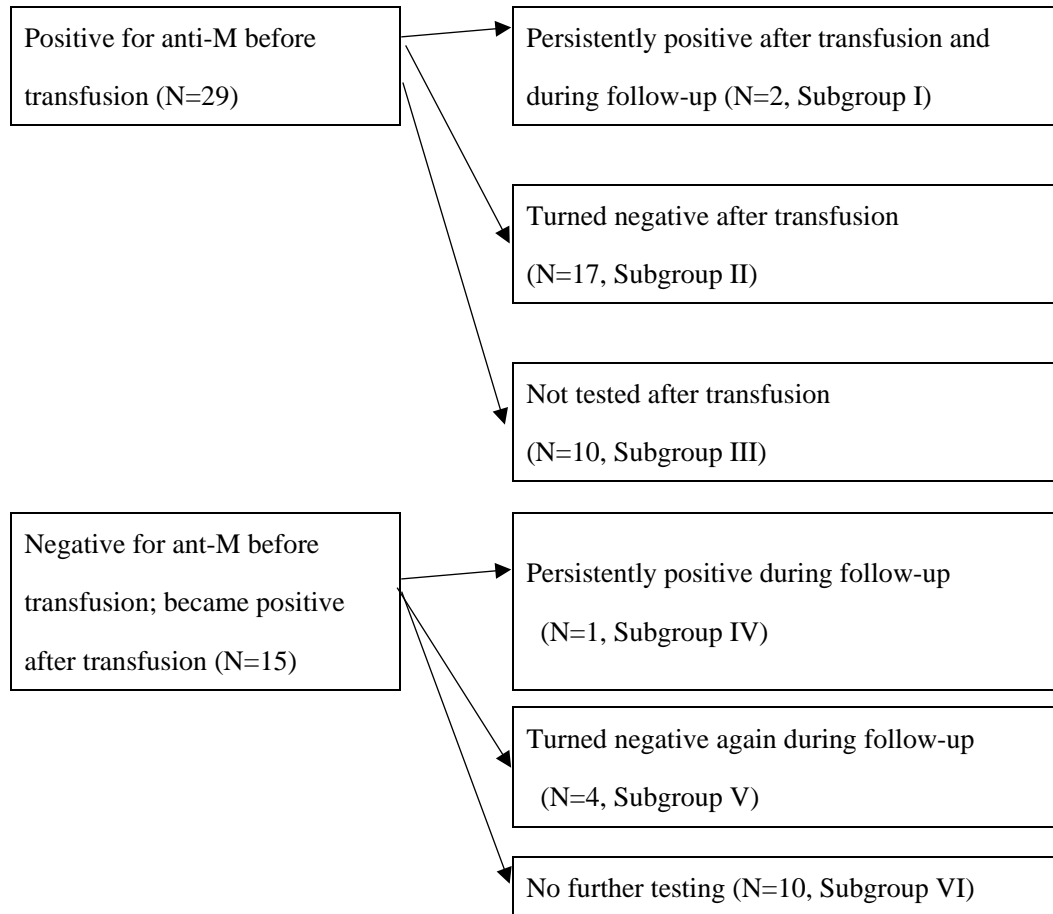 Positive for anti-M before
transfusion (N=29)
Persistently positive after transfusion and
during follow-up (N=2, Subgroup I)
Turned negative after transfusion
(N=17, Subgroup II)
Not tested after transfusion
(N=10, Subgroup III)
Negative for ant-M before
transfusion; became positive
after transfusion (N=15)
Persistently positive during follow-up
(N=1, Subgroup IV)
Turned negative again during follow-up
(N=4, Subgroup V)
No further testing (N=10, Subgroup VI)